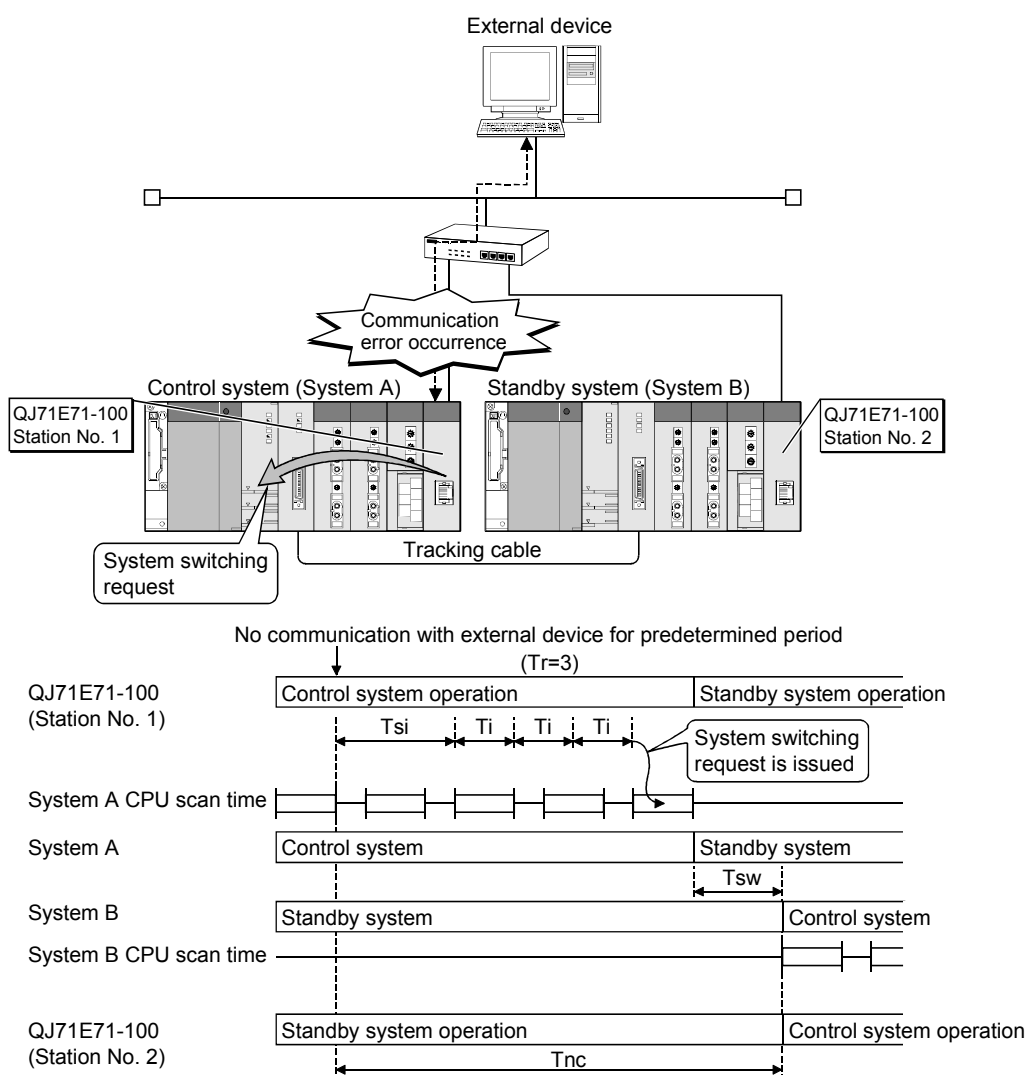 External device
Communication
error occurrence
Control system (System A)
Standby system (System B)
QJ71E71-100
Station No. 1
QJ71E71-100
Station No. 2
System switching
request
Tracking cable
No communication with external device for predetermined period
(Tr=3)
QJ71E71-100
(Station No. 1)
Control system operation
Standby system operation
Tsi
Ti
Ti
Ti
System switching
request is issued
System A CPU scan time
System A
Control system
Standby system
Tsw
System B
Standby system
Control system
System B CPU scan time
QJ71E71-100
(Station No. 2)
Standby system operation
Control system operation
Tnc